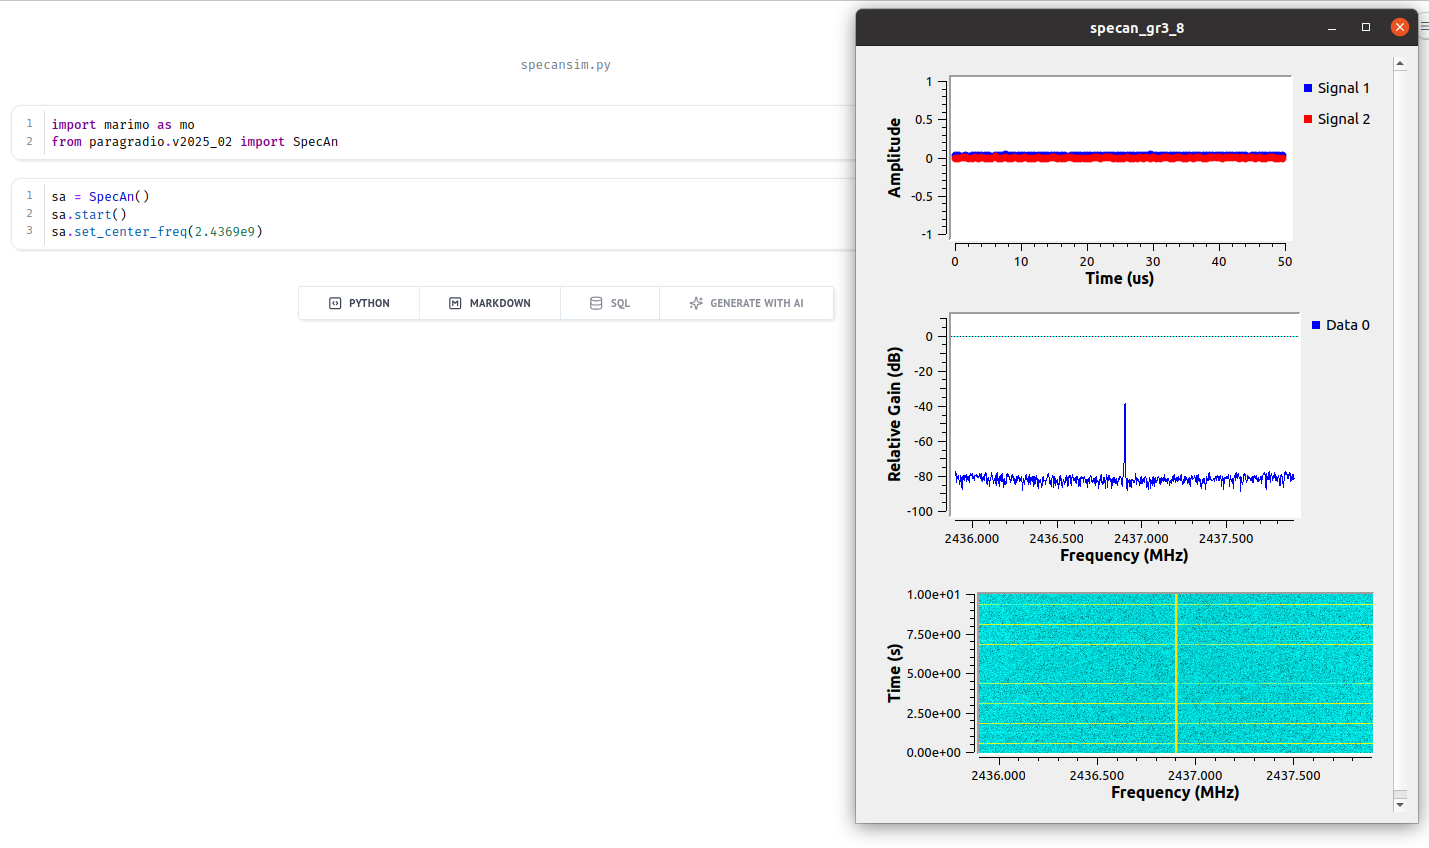 specansim.py
1 import marimo as mo
2 from paragradio.v2025_02 import SpecAn
1 sa = SpecAn()
2 sa.start()
3 sa.set_center_freq(2.4369e9)
PYTHON
MARKDOWN
SQL
GENERATE WITH AI
specan_gr3_8
Amplitude
1
0.5
0
-0.5
-1
0 10 20 30 40 50
Time (us)
Signal 1
Signal 2
Relative Gain (dB)
0
-20
-40
-60
-80
-100
2436.000 2436.500 2437.000 2437.500
Frequency (MHz)
Data 0
Time (s)
1.00e+01
7.50e+00
5.00e+00
2.50e+00
0.00e+00
2436.000 2436.500 2437.000 2437.500
Frequency (MHz)